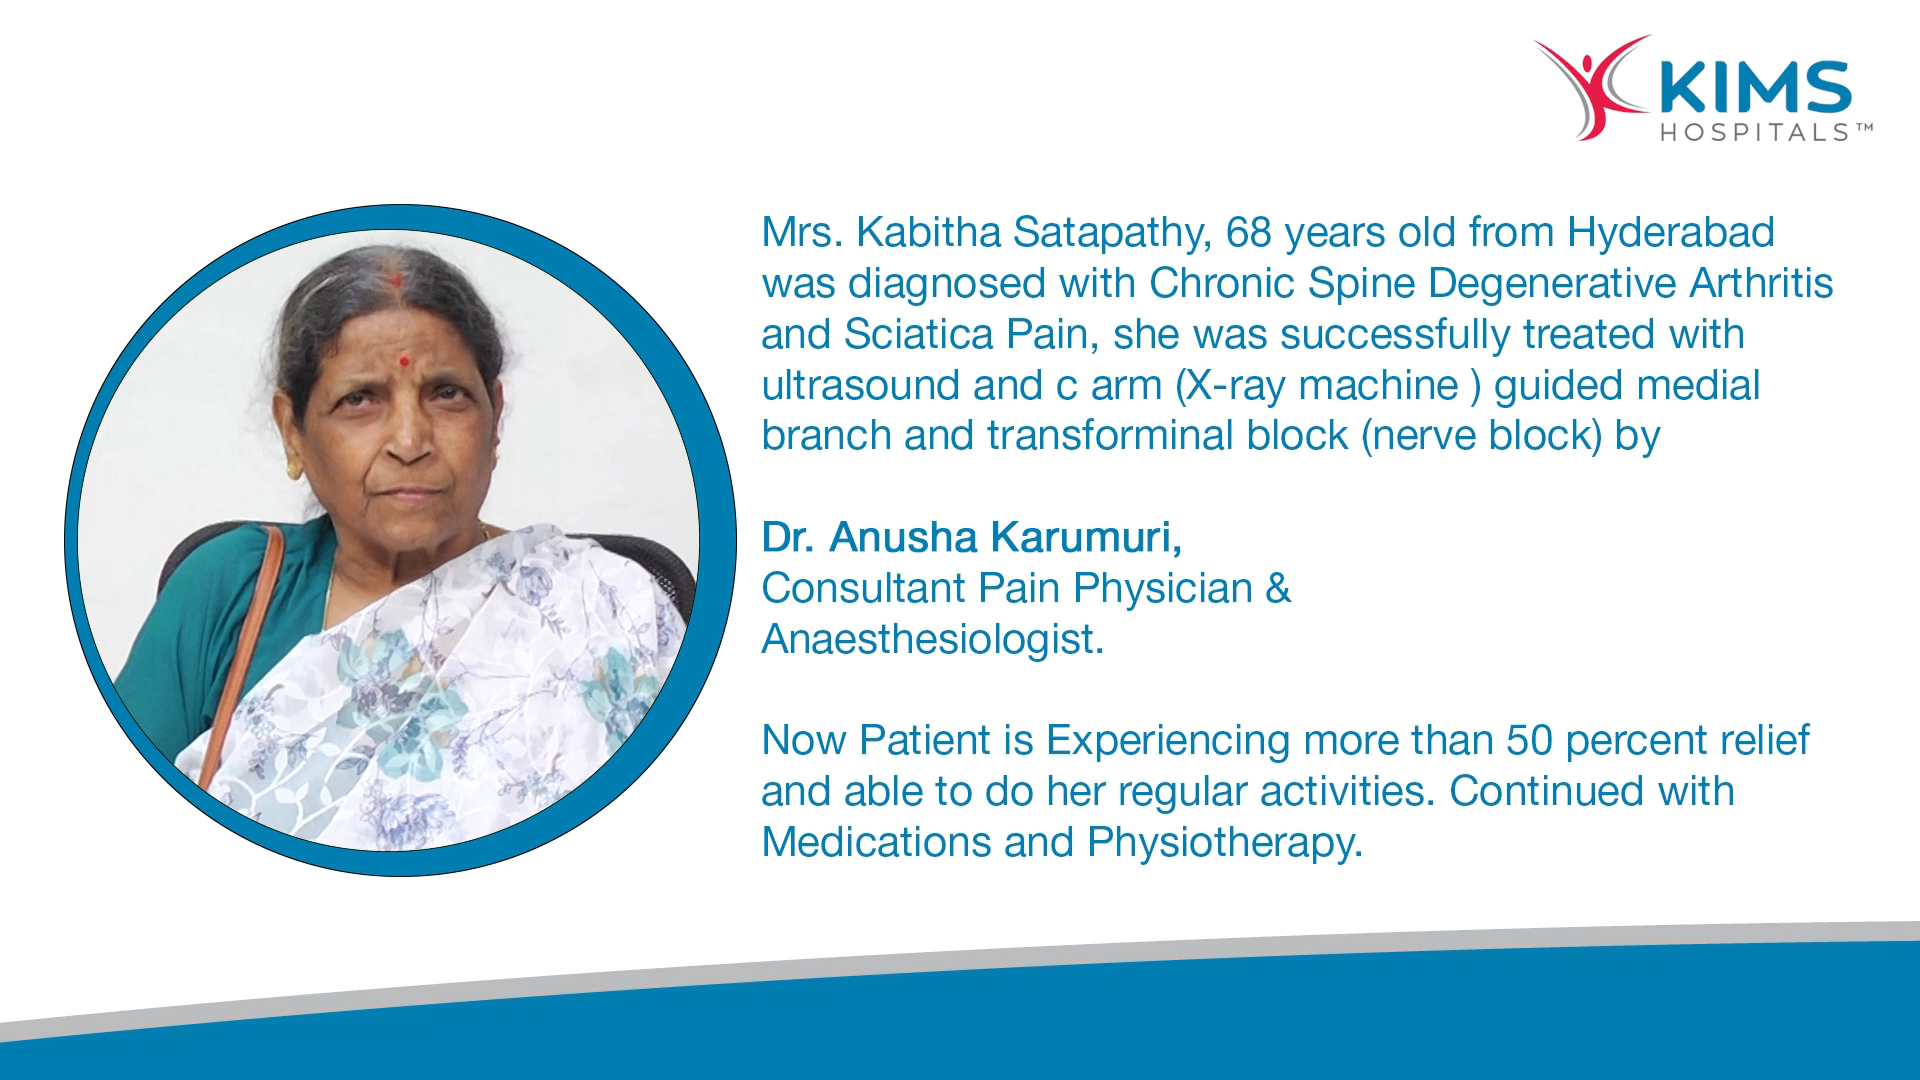 KIMS
HOSPITALS™
Mrs. Kabitha Satapathy, 68 years old from Hyderabad
was diagnosed with Chronic Spine Degenerative Arthritis
and Sciatica Pain, she was successfully treated with
ultrasound and c arm (X-ray machine ) guided medial
branch and transforminal block (nerve block) by
Dr. Anusha Karumuri,
Consultant Pain Physician &
Anaesthesiologist.
Now Patient is Experiencing more than 50 percent relief
and able to do her regular activities. Continued with
Medications and Physiotherapy.